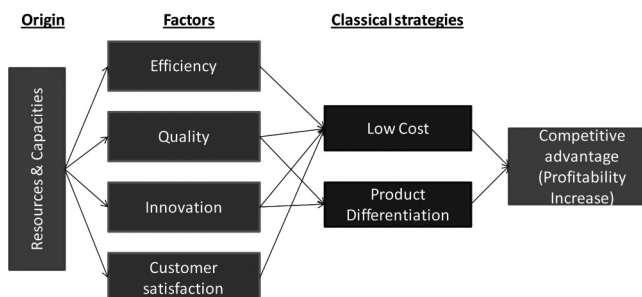 Origin
Factors
Classical strategies
Resources & Capacities
Efficiency
Quality
Innovation
Customer
satisfaction
Low Cost
Product
Differentiation
Competitive
advantage
(Profitability
Increase)